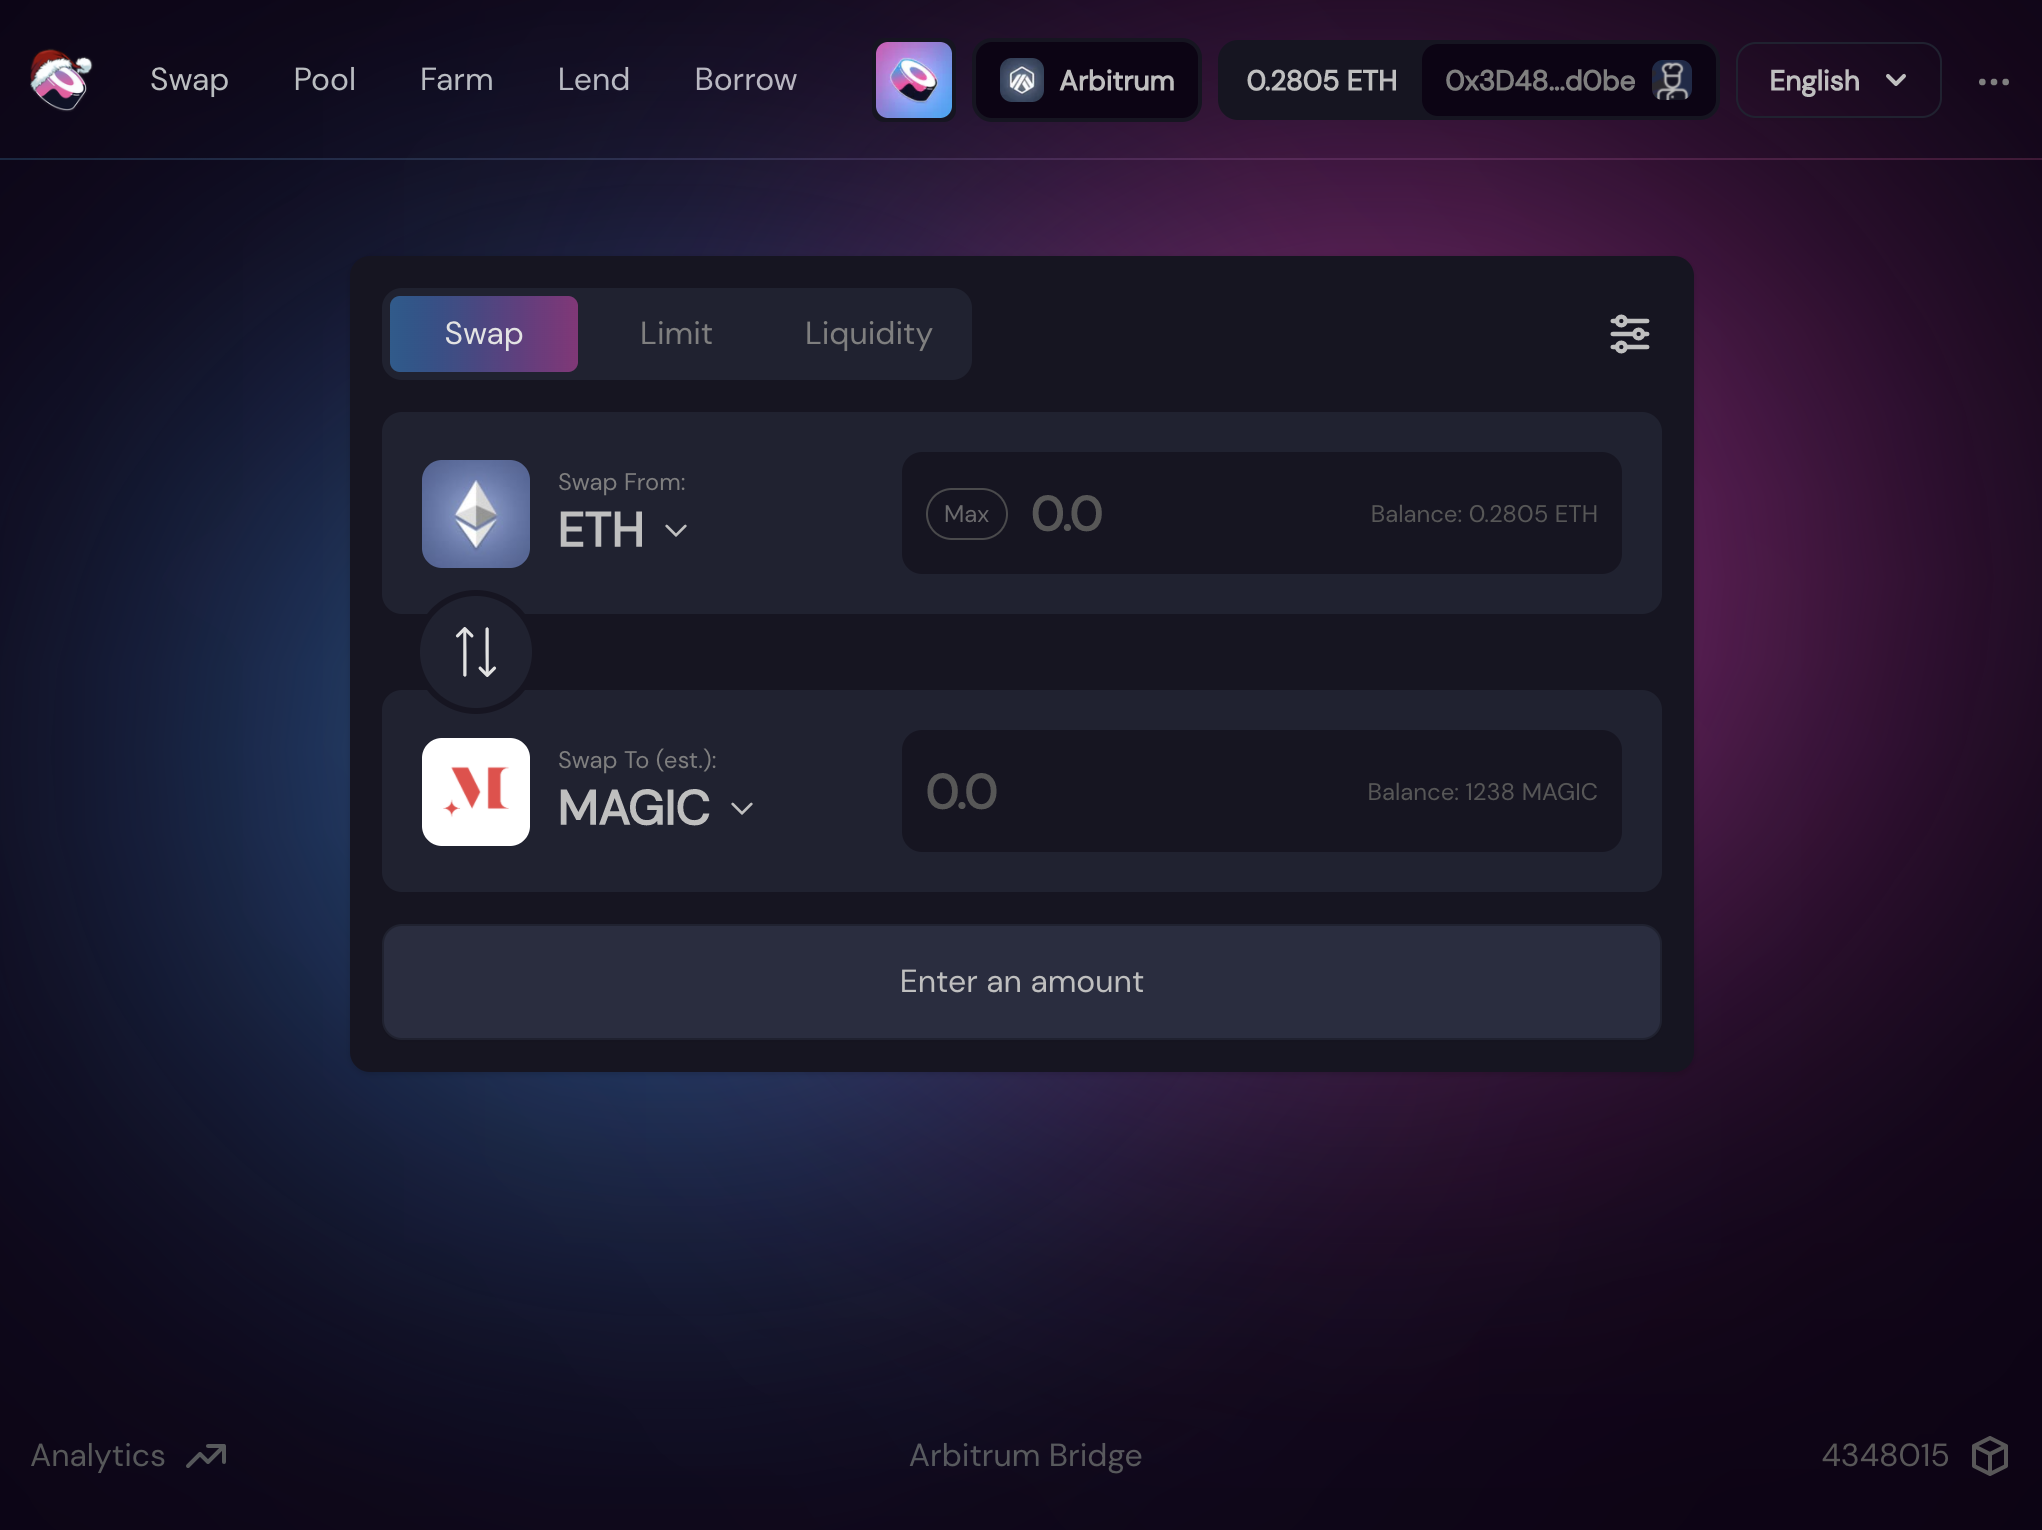 Swap Pool Farm Lend Borrow Arbitrum 0.2805 ETH 0x3D48...d0be English
Swap Limit Liquidity
Swap From:
ETH
Max 0.0 Balance: 0.2805 ETH
Swap To (est.):
MAGIC
0.0 Balance: 1238 MAGIC
Enter an amount
Analytics Arbitrum Bridge 4348015